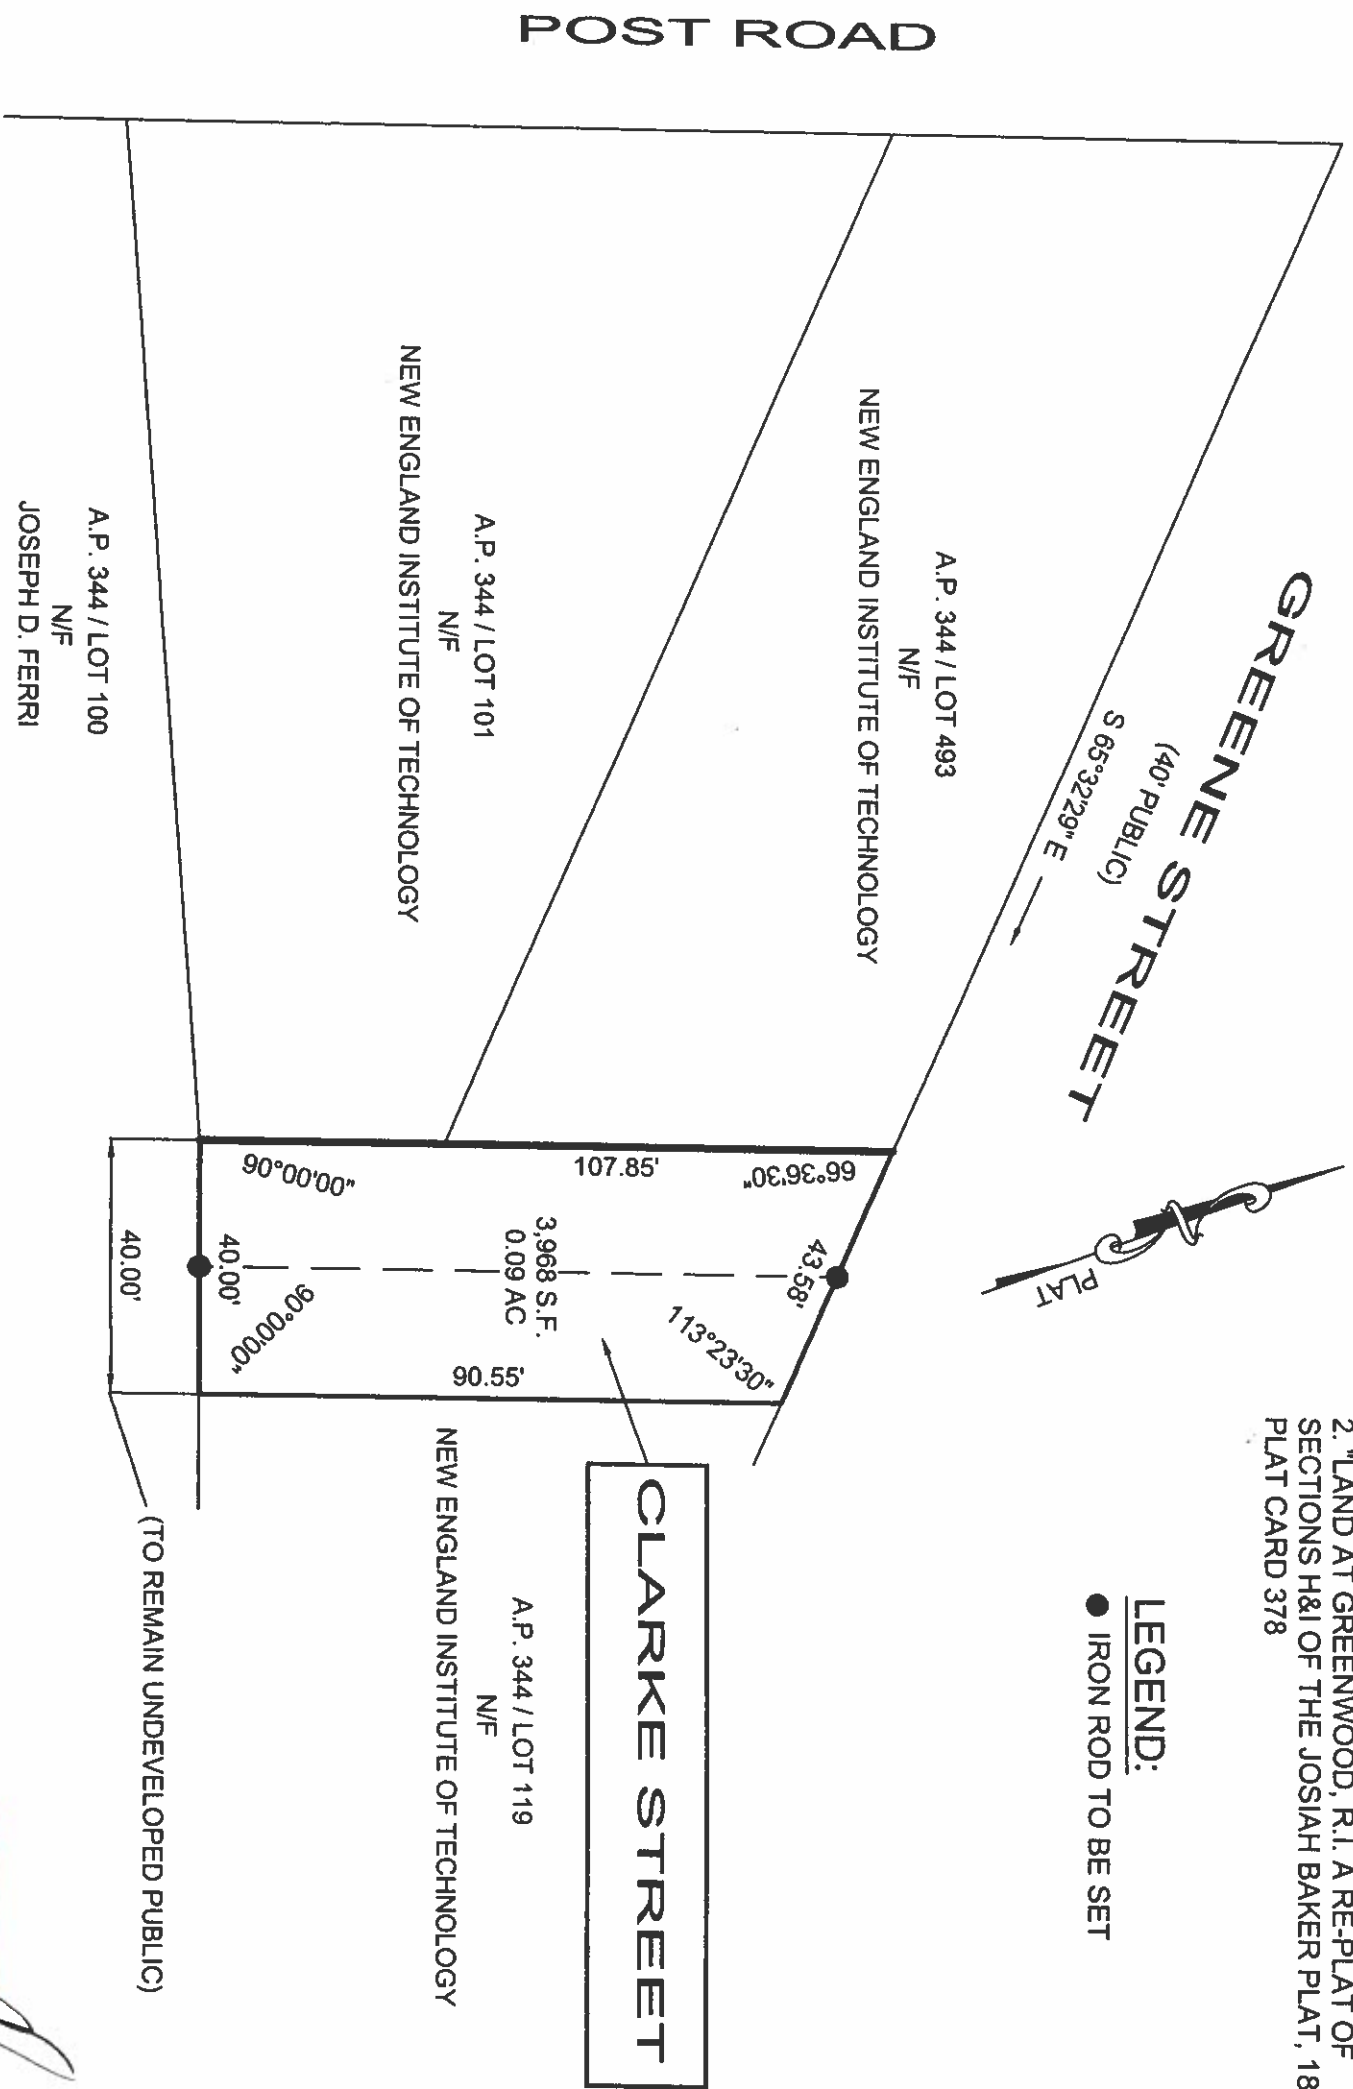 POST ROAD
GREENE STREET
(40' PUBLIC)
S 65°32'29" E
2. "LAND AT GREENWOOD, R.I. A RE-PLAT OF
SECTIONS H&I OF THE JOSIAH BAKER PLAT, 18
PLAT CARD 378
LEGEND:
IRON ROD TO BE SET
PLAT
A.P. 344 / LOT 493
N/F
NEW ENGLAND INSTITUTE OF TECHNOLOGY
A.P. 344 / LOT 101
N/F
NEW ENGLAND INSTITUTE OF TECHNOLOGY
A.P. 344 / LOT 100
N/F
JOSEPH D. FERRI
66°36'30"
43.58'
113°23'30"
107.85'
3,968 S.F.
0.09 AC
90.55'
90°00'00"
40.00'
90°00'00"
40.00'
CLARKE STREET
A.P. 344 / LOT 119
N/F
NEW ENGLAND INSTITUTE OF TECHNOLOGY
(TO REMAIN UNDEVELOPED PUBLIC)